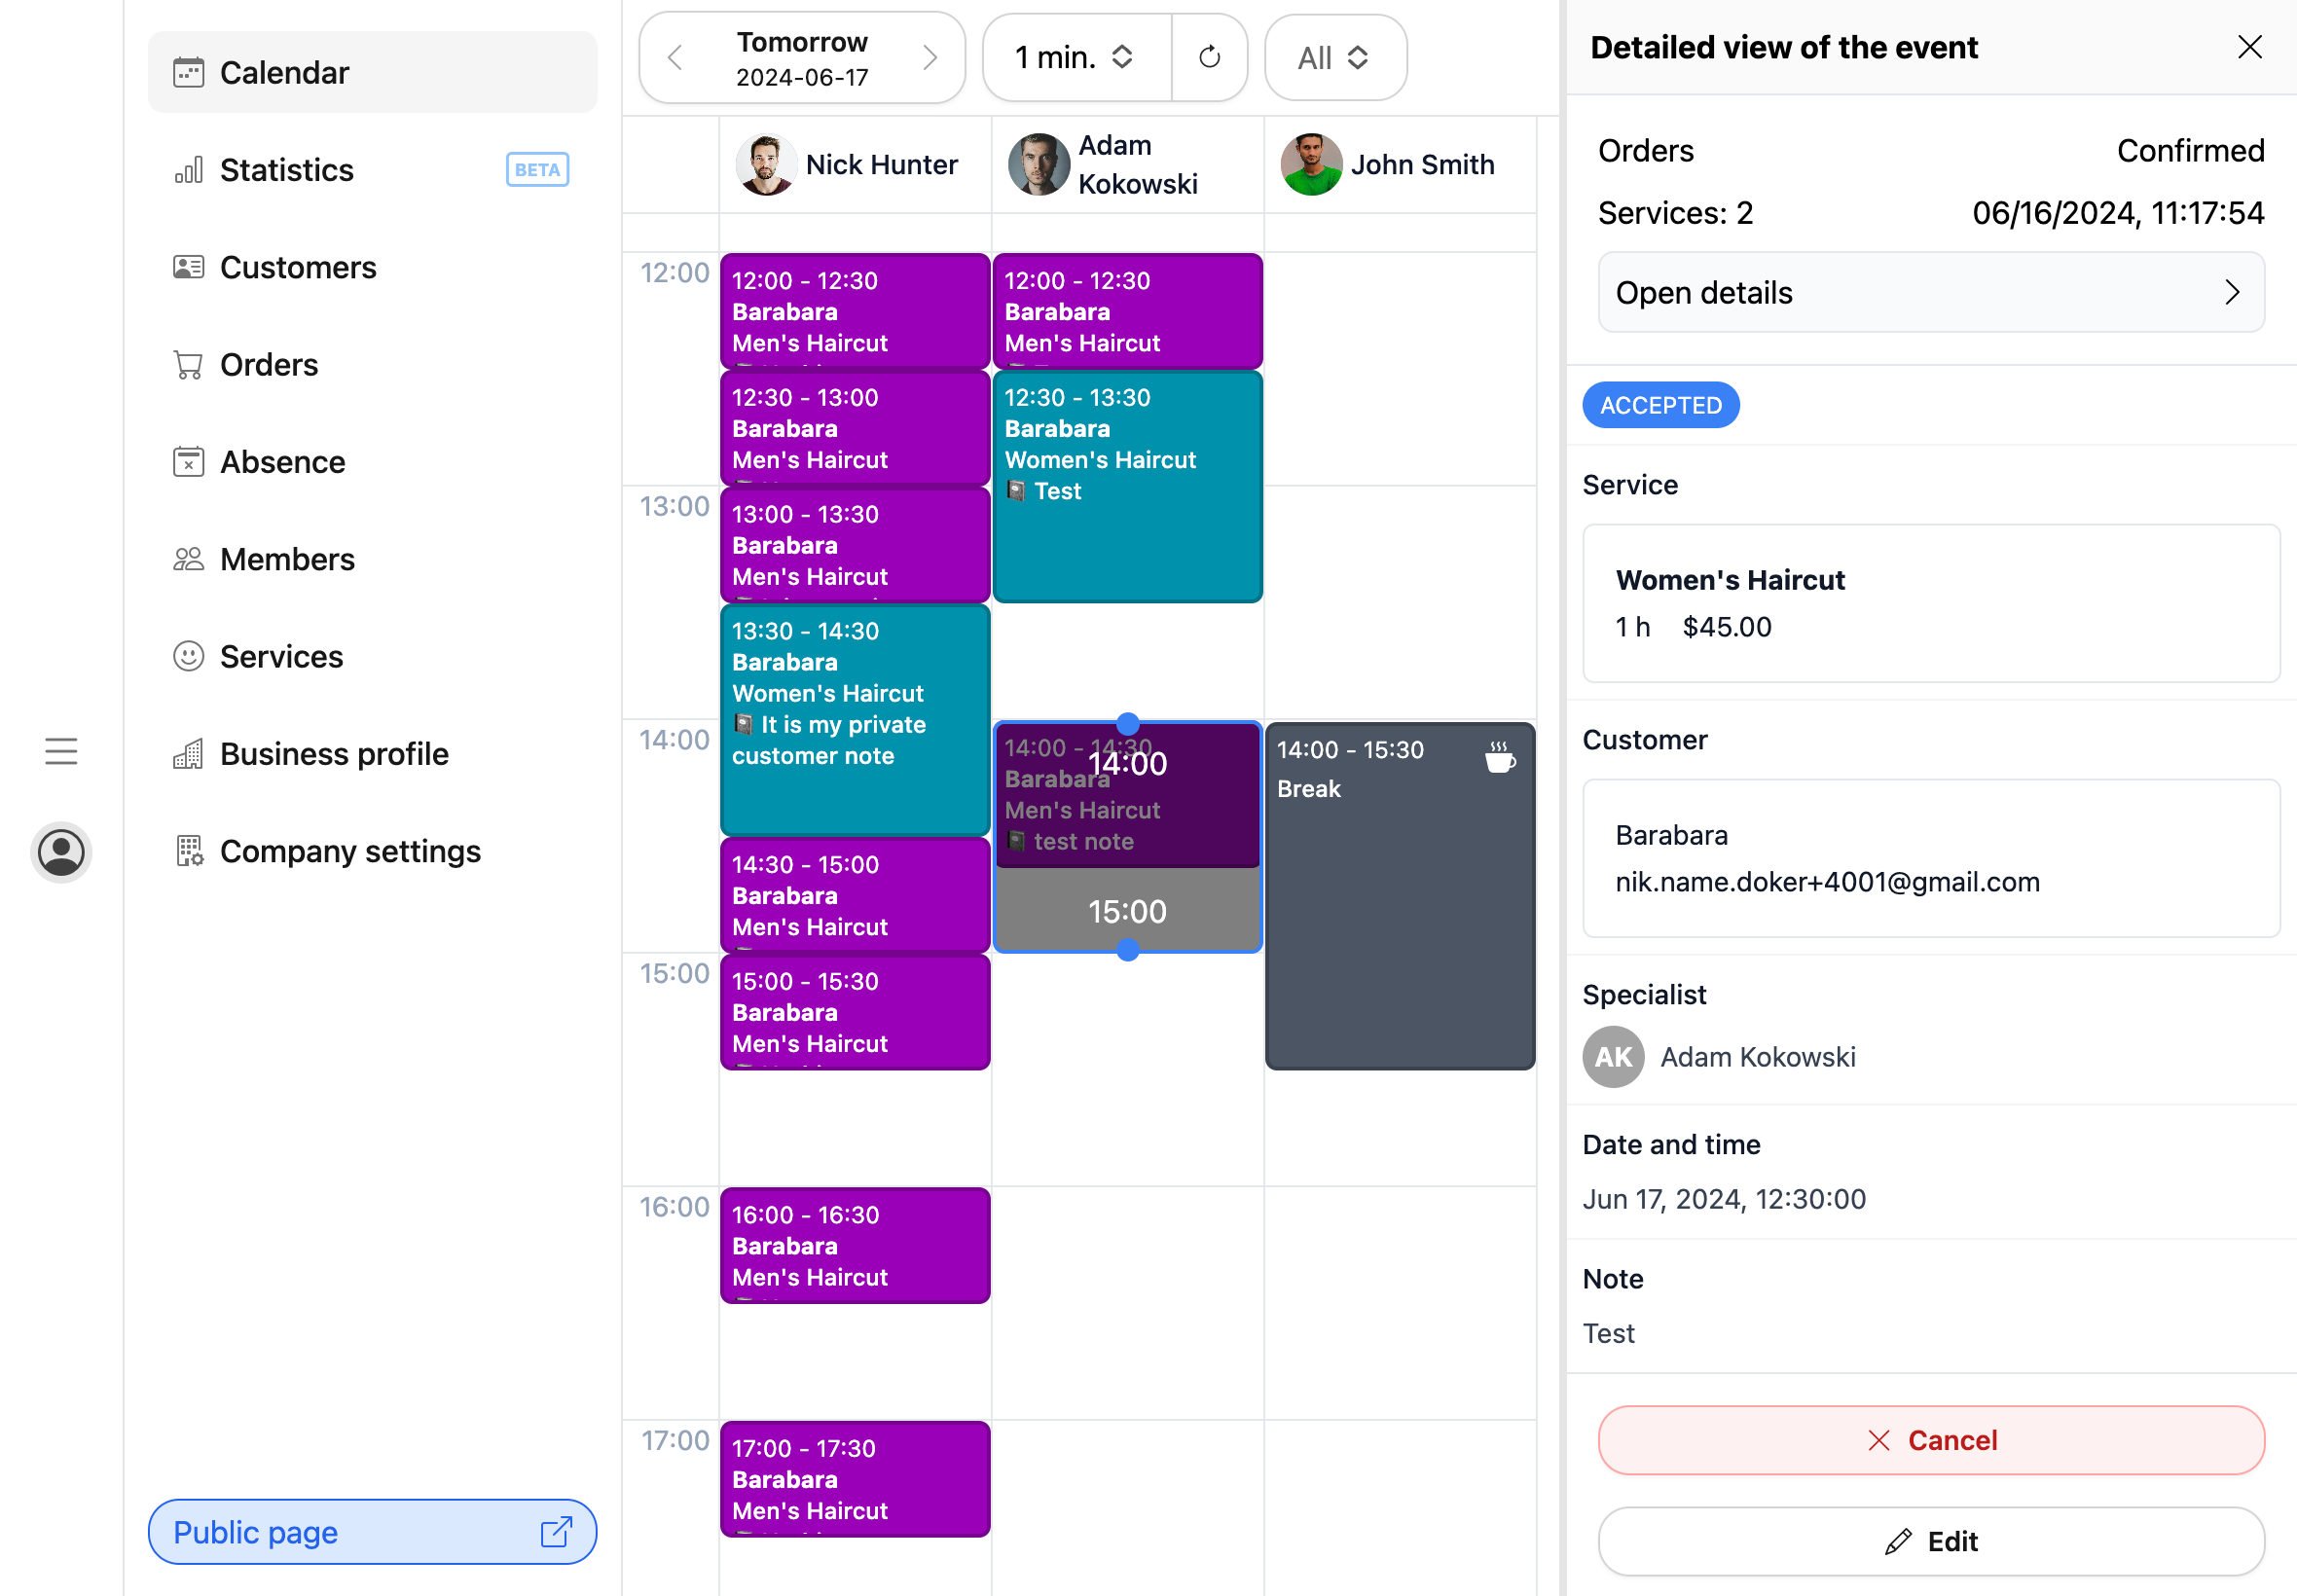 Calendar
Statistics
BETA
Customers
Orders
Absence
Members
Services
Business profile
Company settings
Public page
Tomorrow
2024-06-17
1 min.
All
Nick Hunter
Adam
Kokowski
John Smith
12:00
13:00
14:00
15:00
16:00
17:00
12:00 - 12:30
Barabara
Men's Haircut
12:30 - 13:00
Barabara
Men's Haircut
13:00 - 13:30
Barabara
Men's Haircut
13:30 - 14:30
Barabara
Women's Haircut
It is my private
customer note
14:30 - 15:00
Barabara
Men's Haircut
15:00 - 15:30
Barabara
Men's Haircut
16:00 - 16:30
Barabara
Men's Haircut
17:00 - 17:30
Barabara
Men's Haircut
12:00 - 12:30
Barabara
Men's Haircut
12:30 - 13:30
Barabara
Women's Haircut
Test
14:00 - 14:30
14:00
Barabara
Men's Haircut
test note
15:00
14:00 - 15:30
Break
Detailed view of the event
Orders Confirmed
Services: 2 06/16/2024, 11:17:54
Open details
ACCEPTED
Service
Women's Haircut
1 h $45.00
Customer
Barabara
nik.name.doker+4001@gmail.com
Specialist
AK Adam Kokowski
Date and time
Jun 17, 2024, 12:30:00
Note
Test
Cancel
Edit